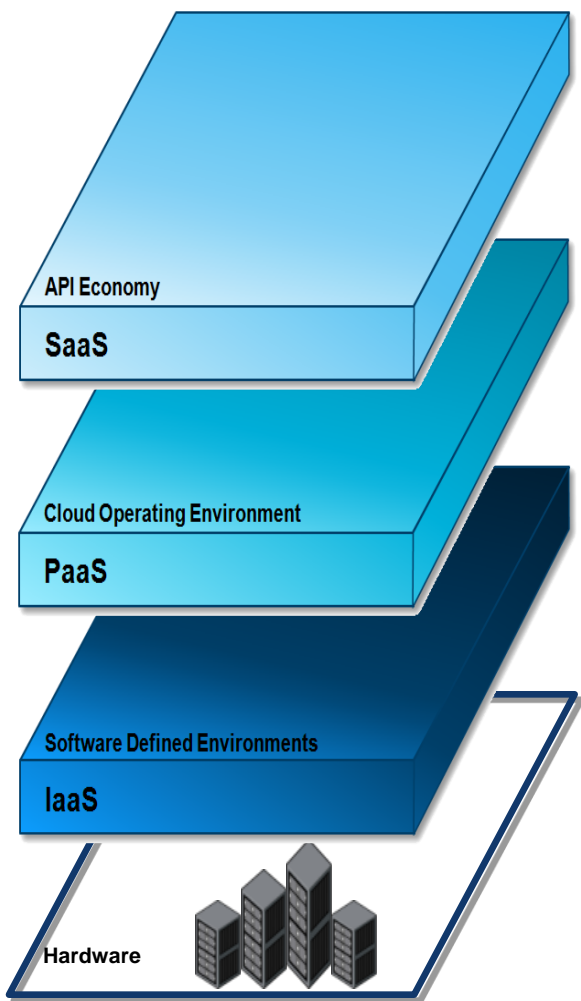 API Economy
SaaS
Cloud Operating Environment
PaaS
Software Defined Environments
IaaS
Hardware